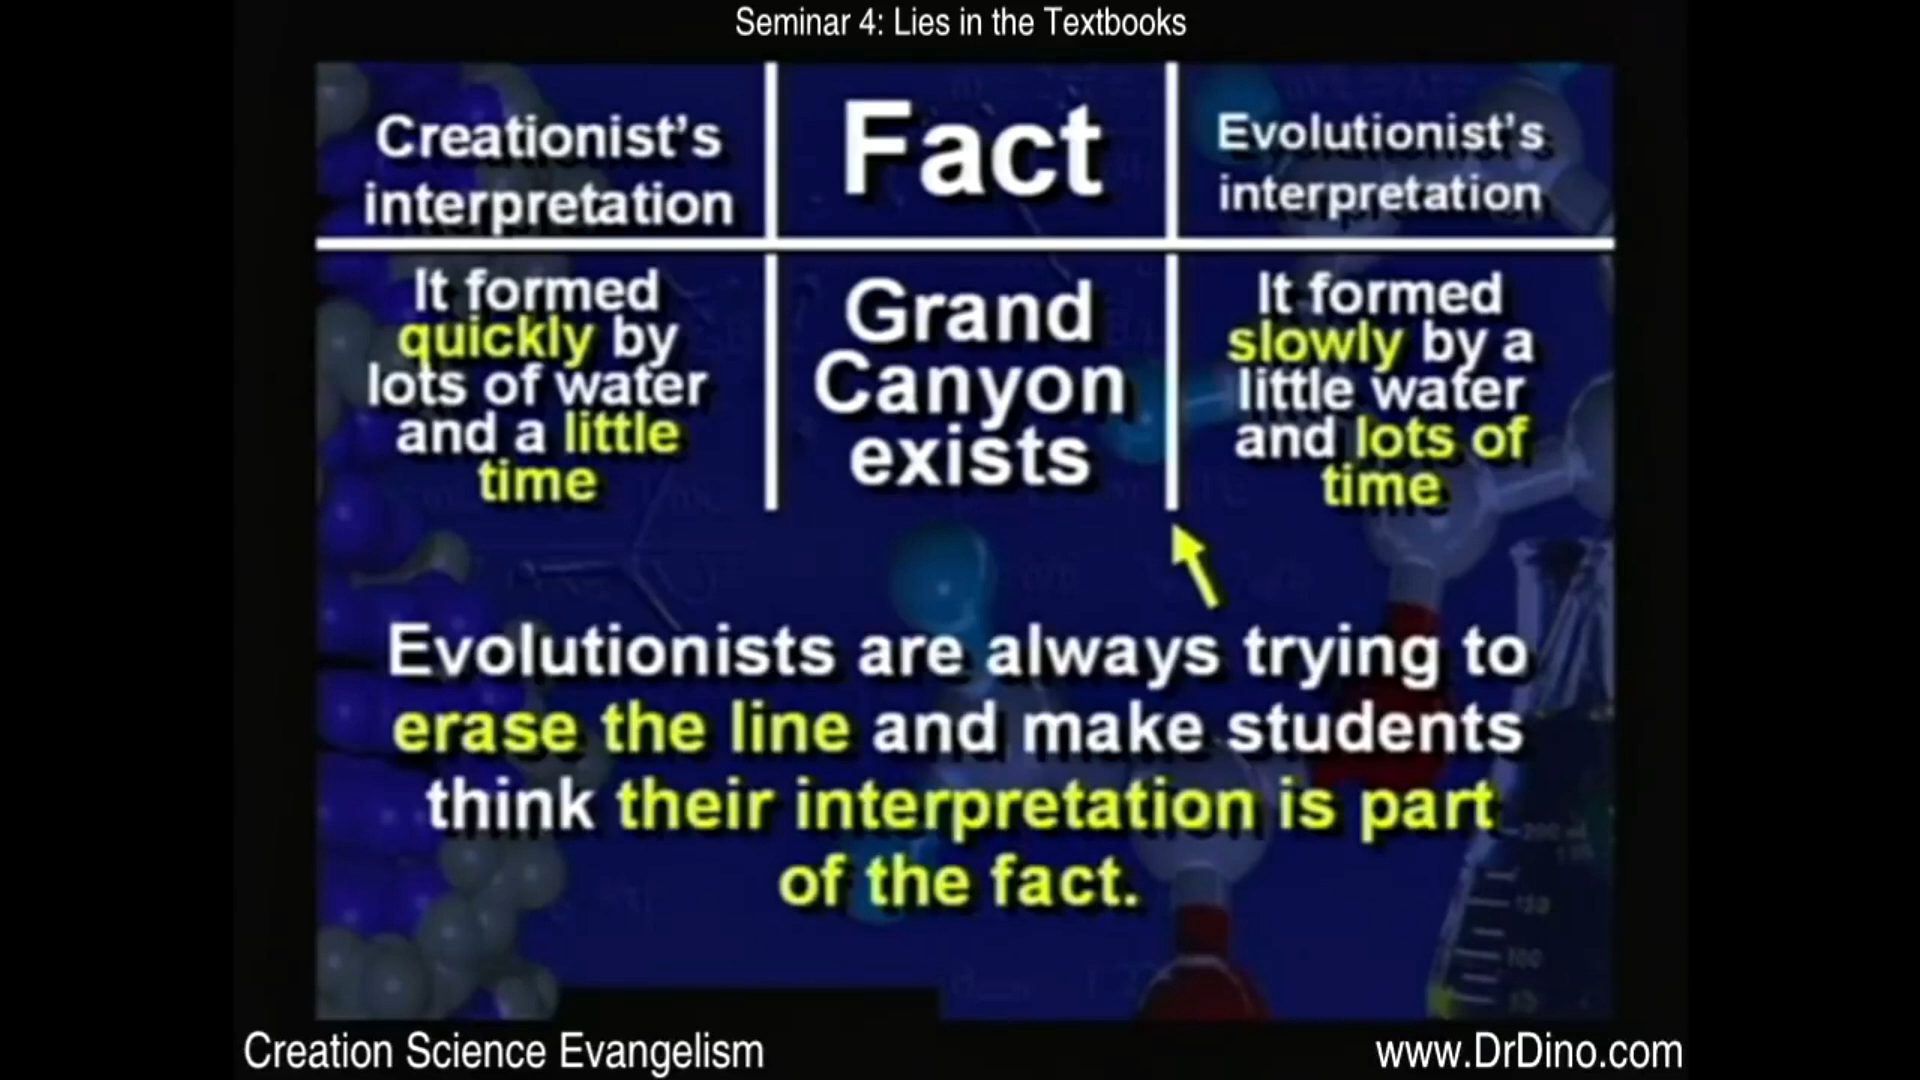 Seminar 4: Lies in the Textbooks
Creationist's
interpretation
Fact
Evolutionist's
interpretation
It formed
quickly by
lots of water
and a little
time
Grand
Canyon
exists
It formed
slowly by a
little water
and lots of
time
Evolutionists are always trying to
erase the line and make students
think their interpretation is part
of the fact.
150
100
Creation Science Evangelism
www.DrDino.com